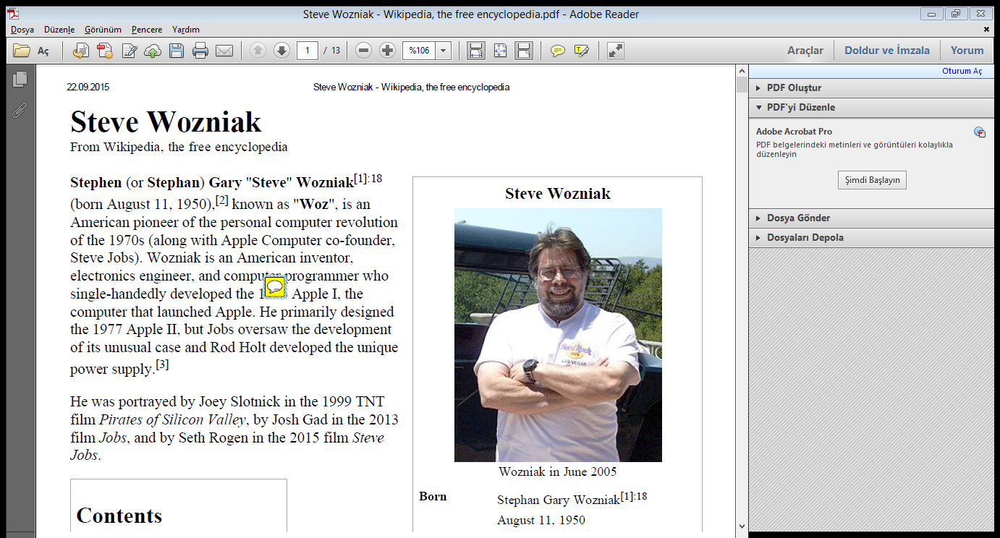 Steve Wozniak - Wikipedia, the free encyclopedia.pdf - Adobe Reader
Dosya Düzenle Görünüm Pencere Yardım
Aç 1 / 13 %106 Araçlar Doldur ve İmzala Yorum
Oturum Aç
22.09.2015 Steve Wozniak - Wikipedia, the free encyclopedia
Steve Wozniak
From Wikipedia, the free encyclopedia
Stephen (or Stephan) Gary "Steve" Wozniak[1]:18
(born August 11, 1950),[2] known as "Woz", is an
American pioneer of the personal computer revolution
of the 1970s (along with Apple Computer co-founder,
Steve Jobs). Wozniak is an American inventor,
electronics engineer, and computer programmer who
single-handedly developed the Apple I, the
computer that launched Apple. He primarily designed
the 1977 Apple II, but Jobs oversaw the development
of its unusual case and Rod Holt developed the unique
power supply.[3]
He was portrayed by Joey Slotnick in the 1999 TNT
film Pirates of Silicon Valley, by Josh Gad in the 2013
film Jobs, and by Seth Rogen in the 2015 film Steve
Jobs.
Contents
Steve Wozniak
Hard Rock
CAFE
LAS VEGAS
Wozniak in June 2005
Born Stephan Gary Wozniak[1]:18
August 11, 1950
PDF Oluştur
PDF'yi Düzenle
Adobe Acrobat Pro
PDF belgelerindeki metinleri ve görüntüleri kolaylıkla
düzenleyin
Şimdi Başlayın
Dosya Gönder
Dosyaları Depola